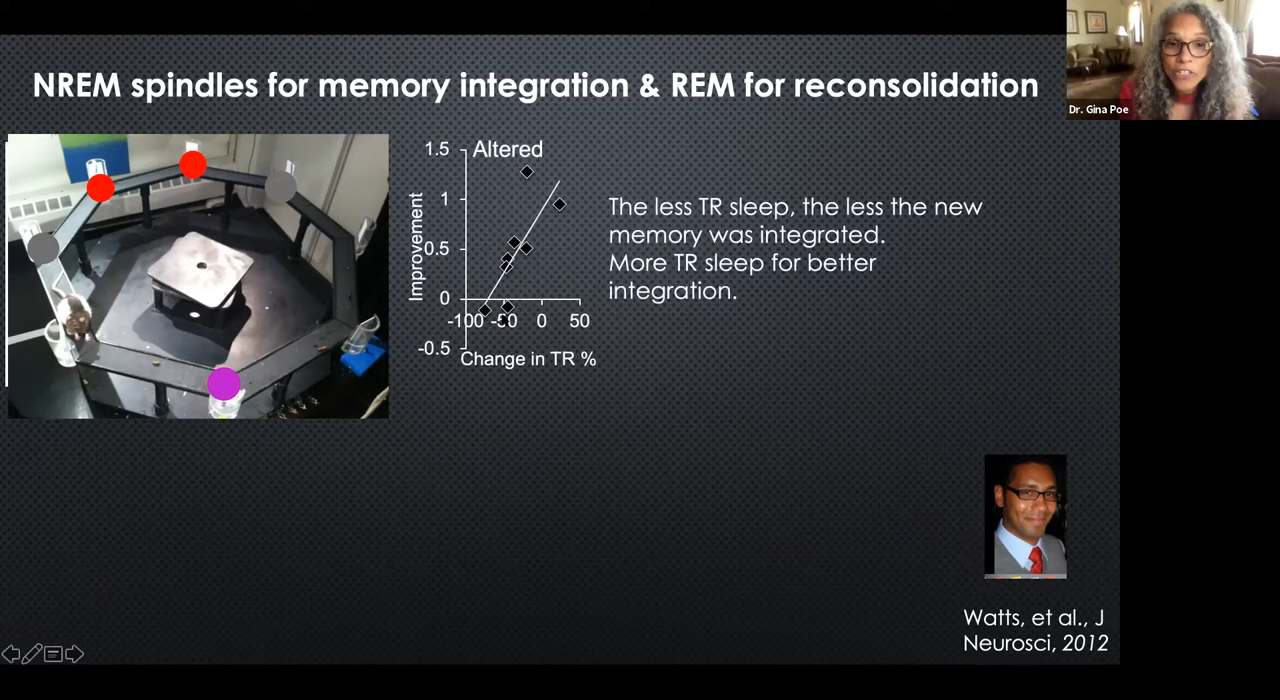 NREM spindles for memory integration & REM for reconsolidation
Dr. Gina Poe
1.5
Altered
1
0.5
0
-0.5
Improvement
-100
-50
0
50
Change in TR %
The less TR sleep, the less the new
memory was integrated.
More TR sleep for better
integration.
Watts, et al., J
Neurosci, 2012